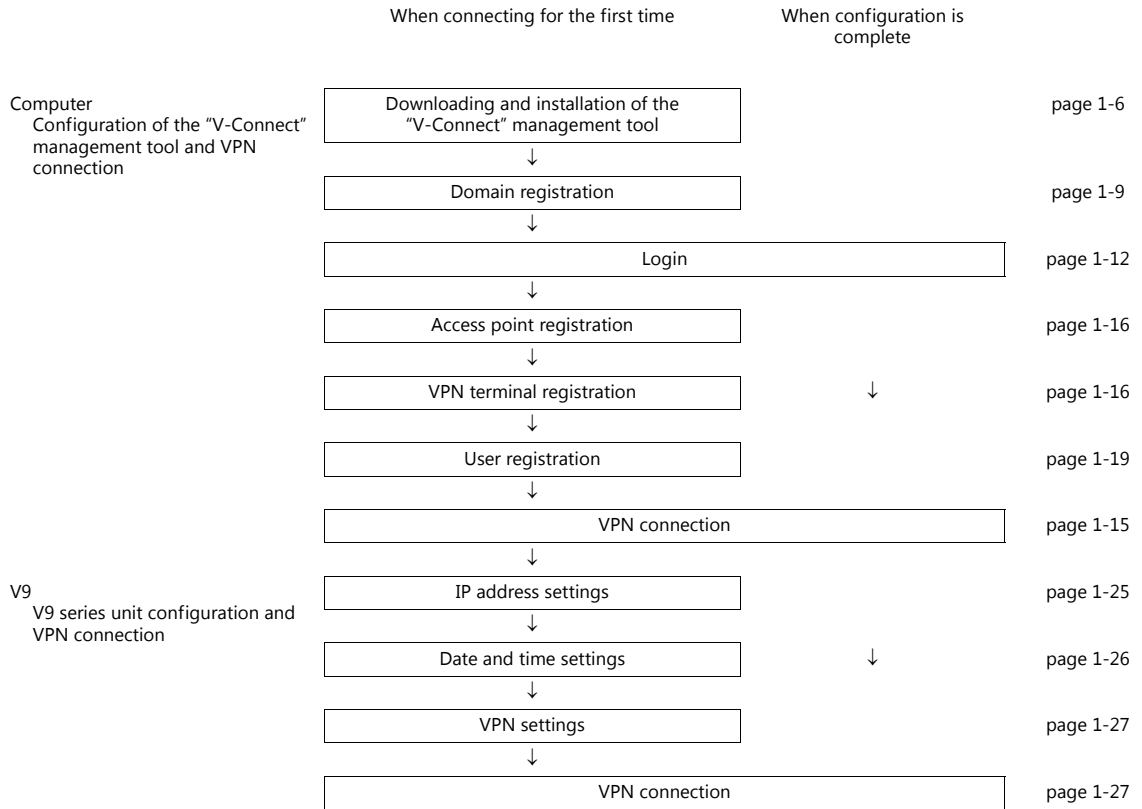 When connecting for the first time
When configuration is
complete
Computer
Configuration of the “V-Connect”
management tool and VPN
connection
Downloading and installation of the
“V-Connect” management tool
page 1-6
↓
Domain registration
page 1-9
↓
Login
page 1-12
↓
Access point registration
page 1-16
↓
VPN terminal registration
↓
page 1-16
↓
User registration
page 1-19
↓
VPN connection
page 1-15
↓
V9
V9 series unit configuration and
VPN connection
IP address settings
page 1-25
↓
Date and time settings
↓
page 1-26
↓
VPN settings
page 1-27
↓
VPN connection
page 1-27